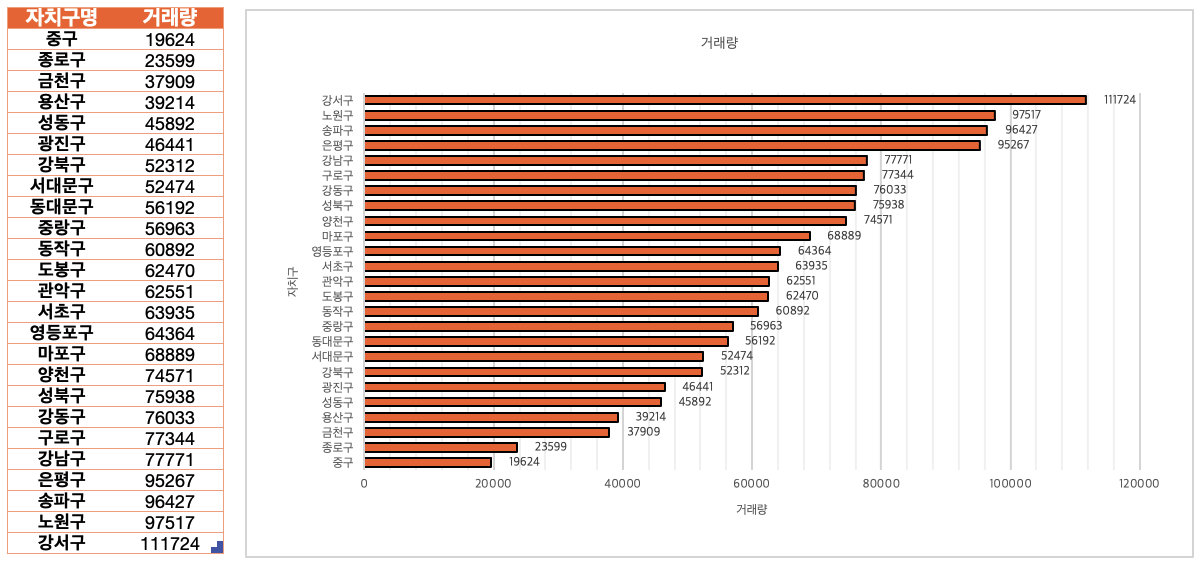 자치구명 거래량
중구 19624
종로구 23599
금천구 37909
용산구 39214
성동구 45892
광진구 46441
강북구 52312
서대문구 52474
동대문구 56192
중랑구 56963
동작구 60892
도봉구 62470
관악구 62551
서초구 63935
영등포구 64364
마포구 68889
양천구 74571
성북구 75938
강동구 76033
구로구 77344
강남구 77771
은평구 95267
송파구 96427
노원구 97517
강서구 111724
거래량
자치구
강서구 111724
노원구 97517
송파구 96427
은평구 95267
강남구 77771
구로구 77344
강동구 76033
성북구 75938
양천구 74571
마포구 68889
영등포구 64364
서초구 63935
관악구 62551
도봉구 62470
동작구 60892
중랑구 56963
동대문구 56192
서대문구 52474
강북구 52312
광진구 46441
성동구 45892
용산구 39214
금천구 37909
종로구 23599
중구 19624
0 20000 40000 60000 80000 100000 120000
거래량